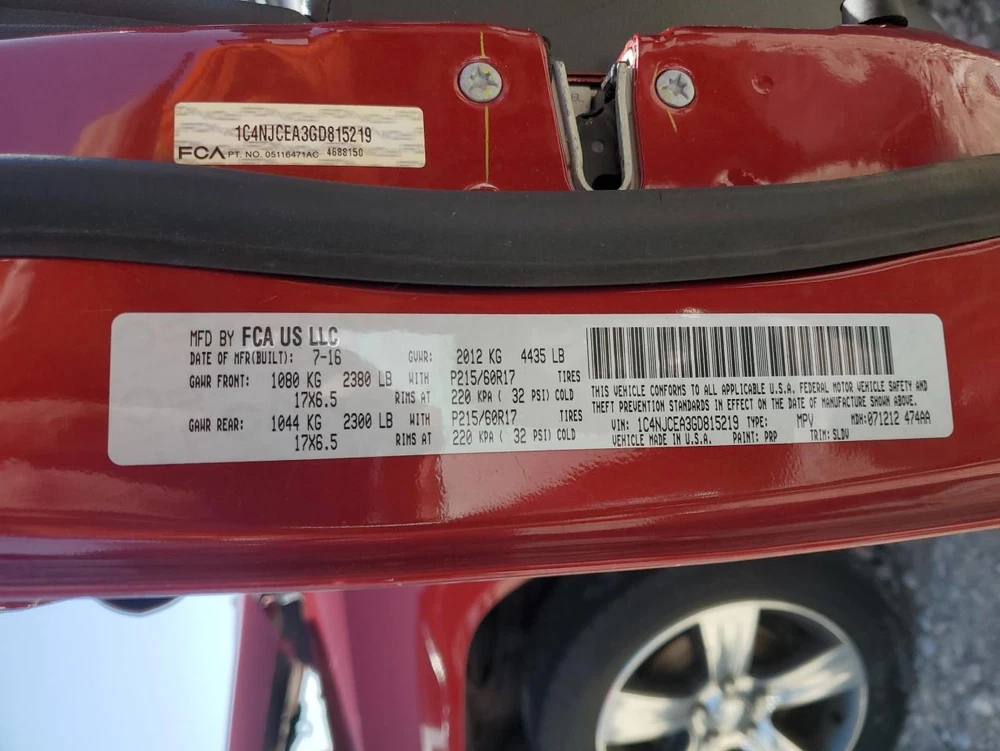 1C4NJCEA3GD815219
FCA PT. NO. 05116471AC 4688150
MFD BY FCA US LLC
DATE OF MFR(BUILT): 7-16 GVWR: 2012 KG 4435 LB
GAWR FRONT: 1080 KG 2380 LB WITH P215/60R17 TIRES
17X6.5 RIMS AT 220 KPA ( 32 PSI) COLD
GAWR REAR: 1044 KG 2300 LB WITH P215/60R17 TIRES
17X6.5 RIMS AT 220 KPA ( 32 PSI) COLD
THIS VEHICLE CONFORMS TO ALL APPLICABLE U.S.A. FEDERAL MOTOR VEHICLE SAFETY AND
THEFT PREVENTION STANDARDS IN EFFECT ON THE DATE OF MANUFACTURE SHOWN ABOVE.
VIN: 1C4NJCEA3GD815219 TYPE: MPV MDH:071212 474AA
VEHICLE MADE IN U.S.A. PAINT: PRP TRIM: SLDV